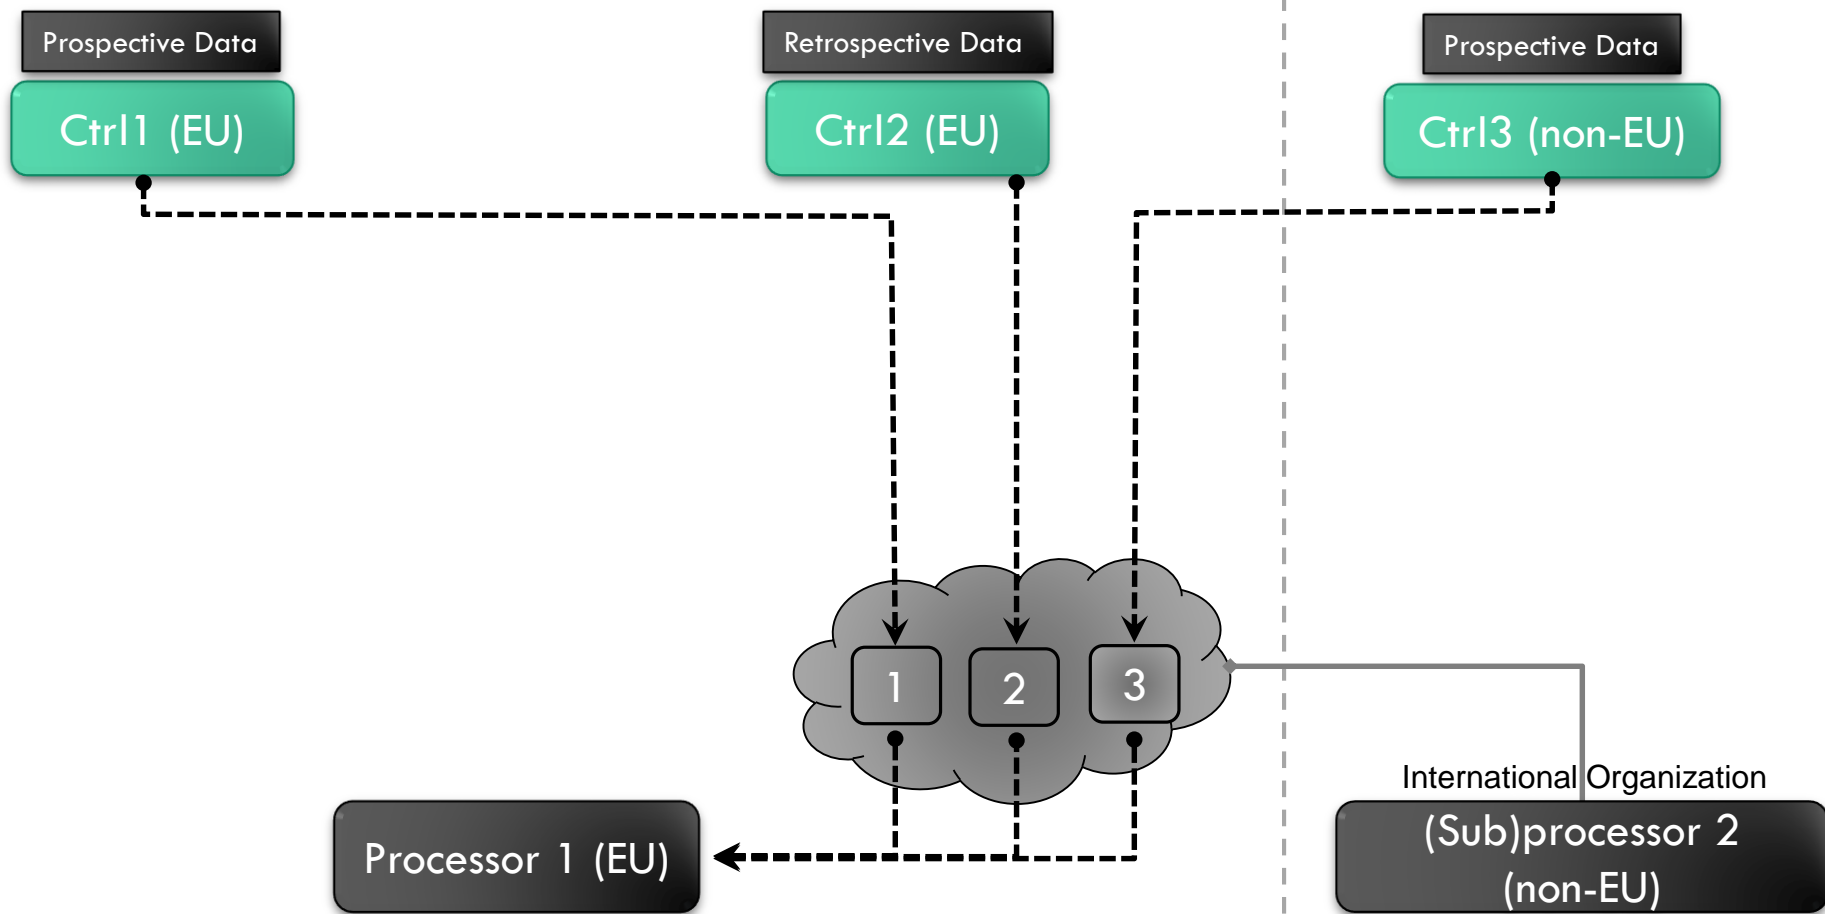 Prospective Data
Retrospective Data
Prospective Data
Ctrl1 (EU)
Ctrl2 (EU)
Ctrl3 (non-EU)
1
2
3
International Organization
Processor 1 (EU)
(Sub)processor 2
(non-EU)